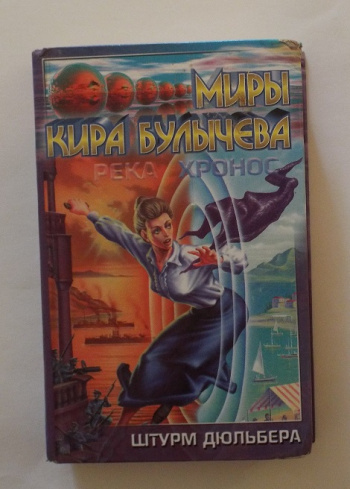 МИРЫ
КИРА БУЛЫЧЕВА
РЕКА ХРОНОС
ШТУРМ ДЮЛЬБЕРА